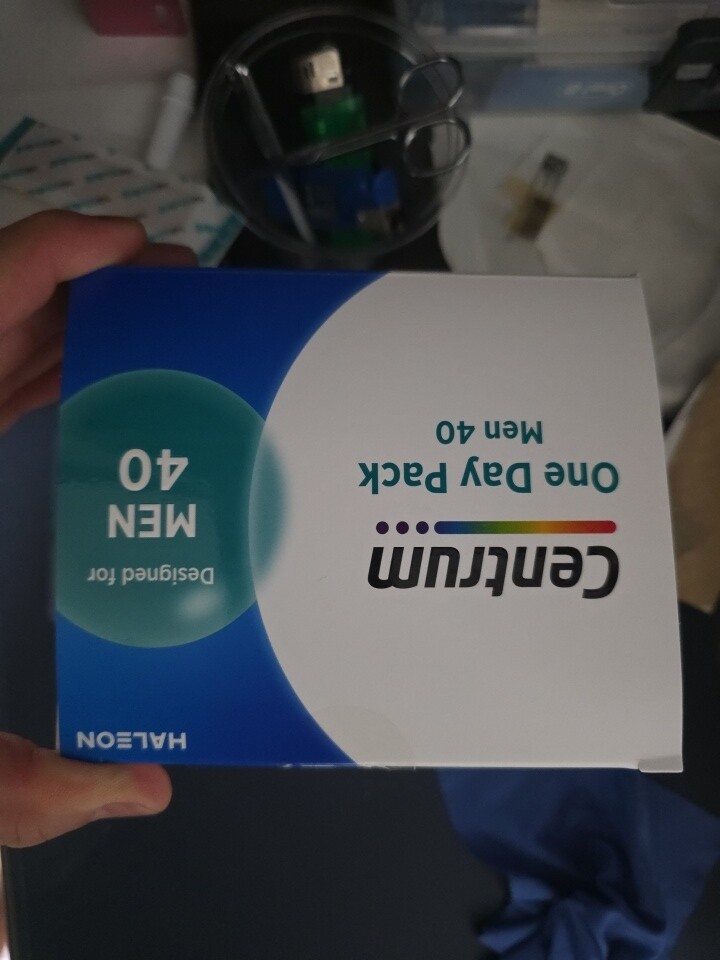 Centrum
One Day Pack
Men 40
Designed for
MEN
40
HALEON